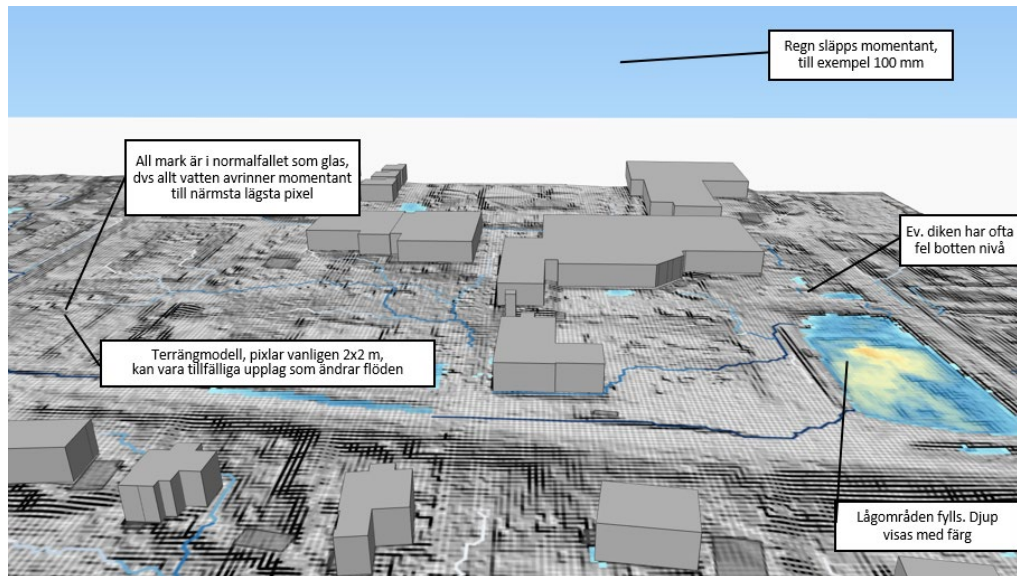 Regn släpps momentant,
till exempel 100 mm
All mark är i normalfallet som glas,
dvs allt vatten avrinner momentant
till närmsta lägsta pixel
Ev. diken har ofta
fel botten nivå
Terrängmodell, pixlar vanligen 2x2 m,
kan vara tillfälliga upplag som ändrar flöden
Lågområden fylls. Djup
visas med färg